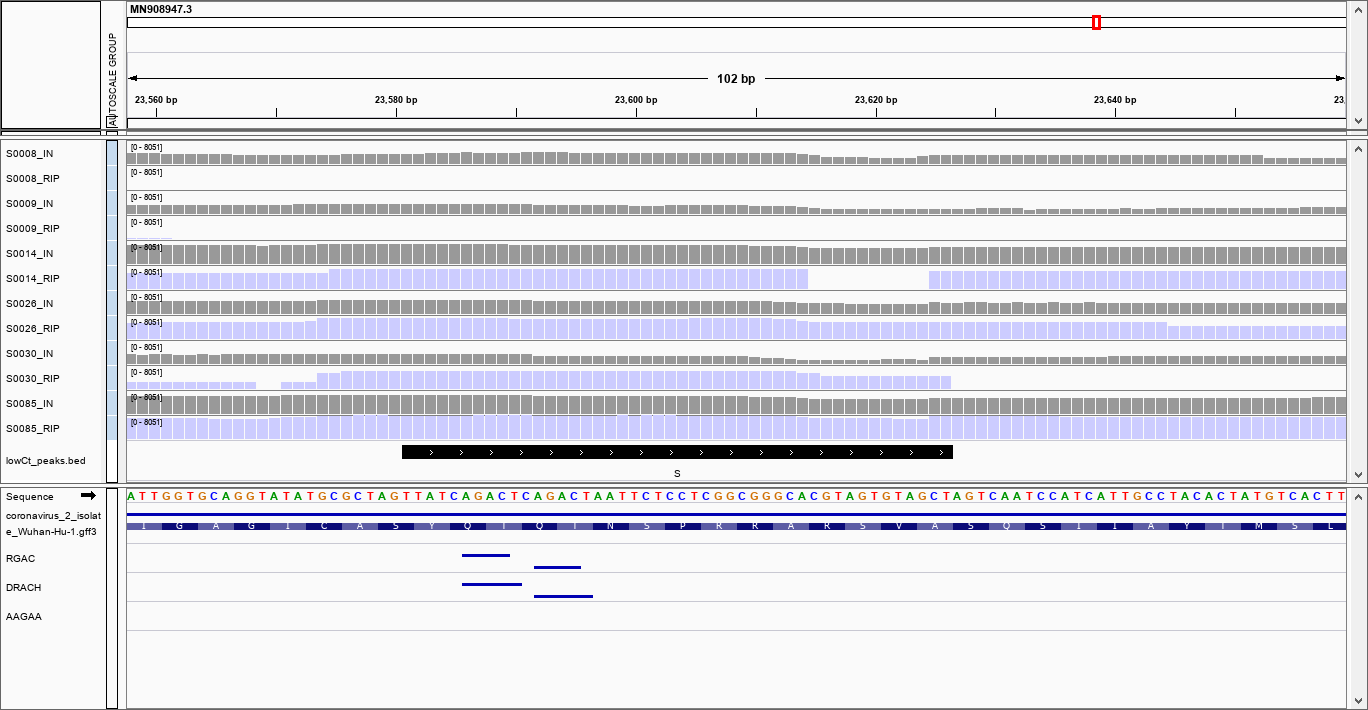 MN908947.3
AUTOSCALE GROUP
102 bp
23,560 bp 23,580 bp 23,600 bp 23,620 bp 23,640 bp 23,
S0008_IN [0 - 8051]
S0008_RIP [0 - 8051]
S0009_IN [0 - 8051]
S0009_RIP [0 - 8051]
S0014_IN [0 - 8051]
S0014_RIP [0 - 8051]
S0026_IN [0 - 8051]
S0026_RIP [0 - 8051]
S0030_IN [0 - 8051]
S0030_RIP [0 - 8051]
S0085_IN [0 - 8051]
S0085_RIP [0 - 8051]
lowCt_peaks.bed
S
Sequence A T T G G T G C A G G T A T A T G C G C T A G T T A T C A G A C T C A G A C T A A T T C T C C T C G G C G G G C A C G T A G T G T A G C T A G T C A A T C C A T C A T T G C C T A C A C T A T G T C A C T T
coronavirus_2_isolat
e_Wuhan-Hu-1.gff3 I G A G I C A S Y Q T Q T N S P R R A R S V A S Q S I I A Y T M S L
RGAC
DRACH
AAGAA